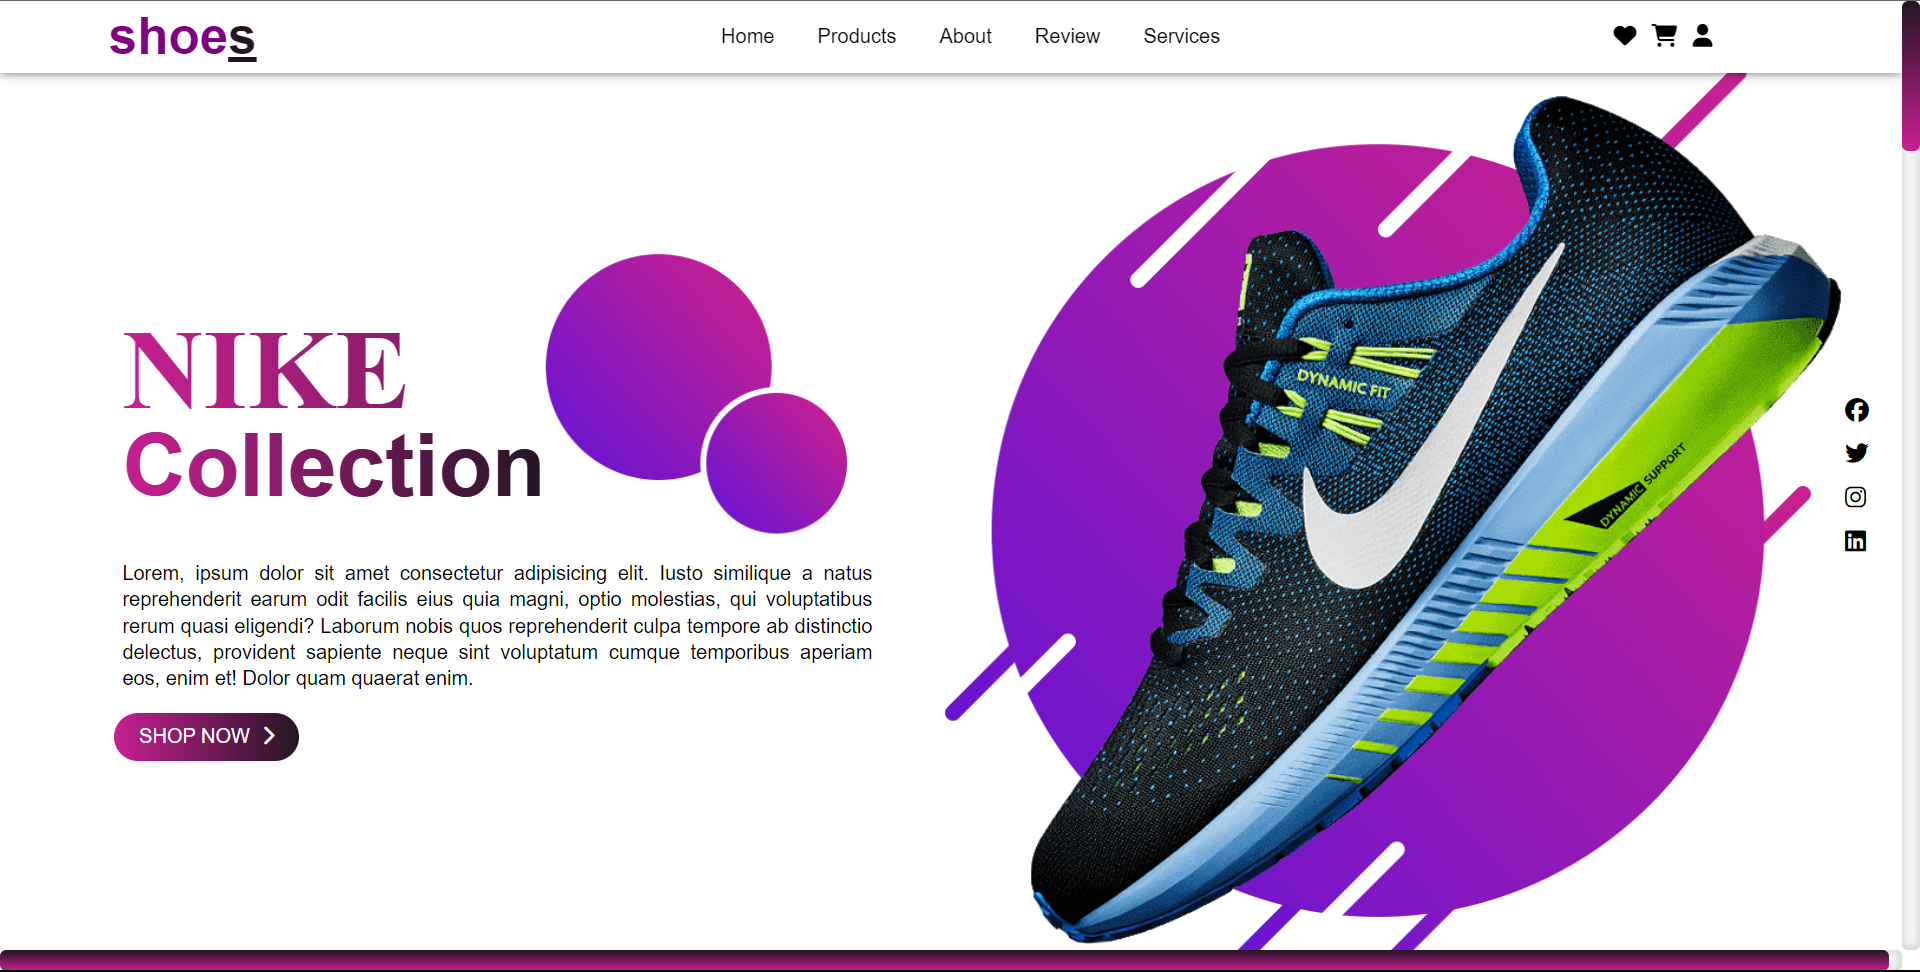 shoes
Home Products About Review Services
NIKE
Collection
Lorem, ipsum dolor sit amet consectetur adipisicing elit. Iusto similique a natus
reprehenderit earum odit facilis eius quia magni, optio molestias, qui voluptatibus
rerum quasi eligendi? Laborum nobis quos reprehenderit culpa tempore ab distinctio
delectus, provident sapiente neque sint voluptatum cumque temporibus aperiam
eos, enim et! Dolor quam quaerat enim.
SHOP NOW
DYNAMIC FIT
DYNAMIC SUPPORT